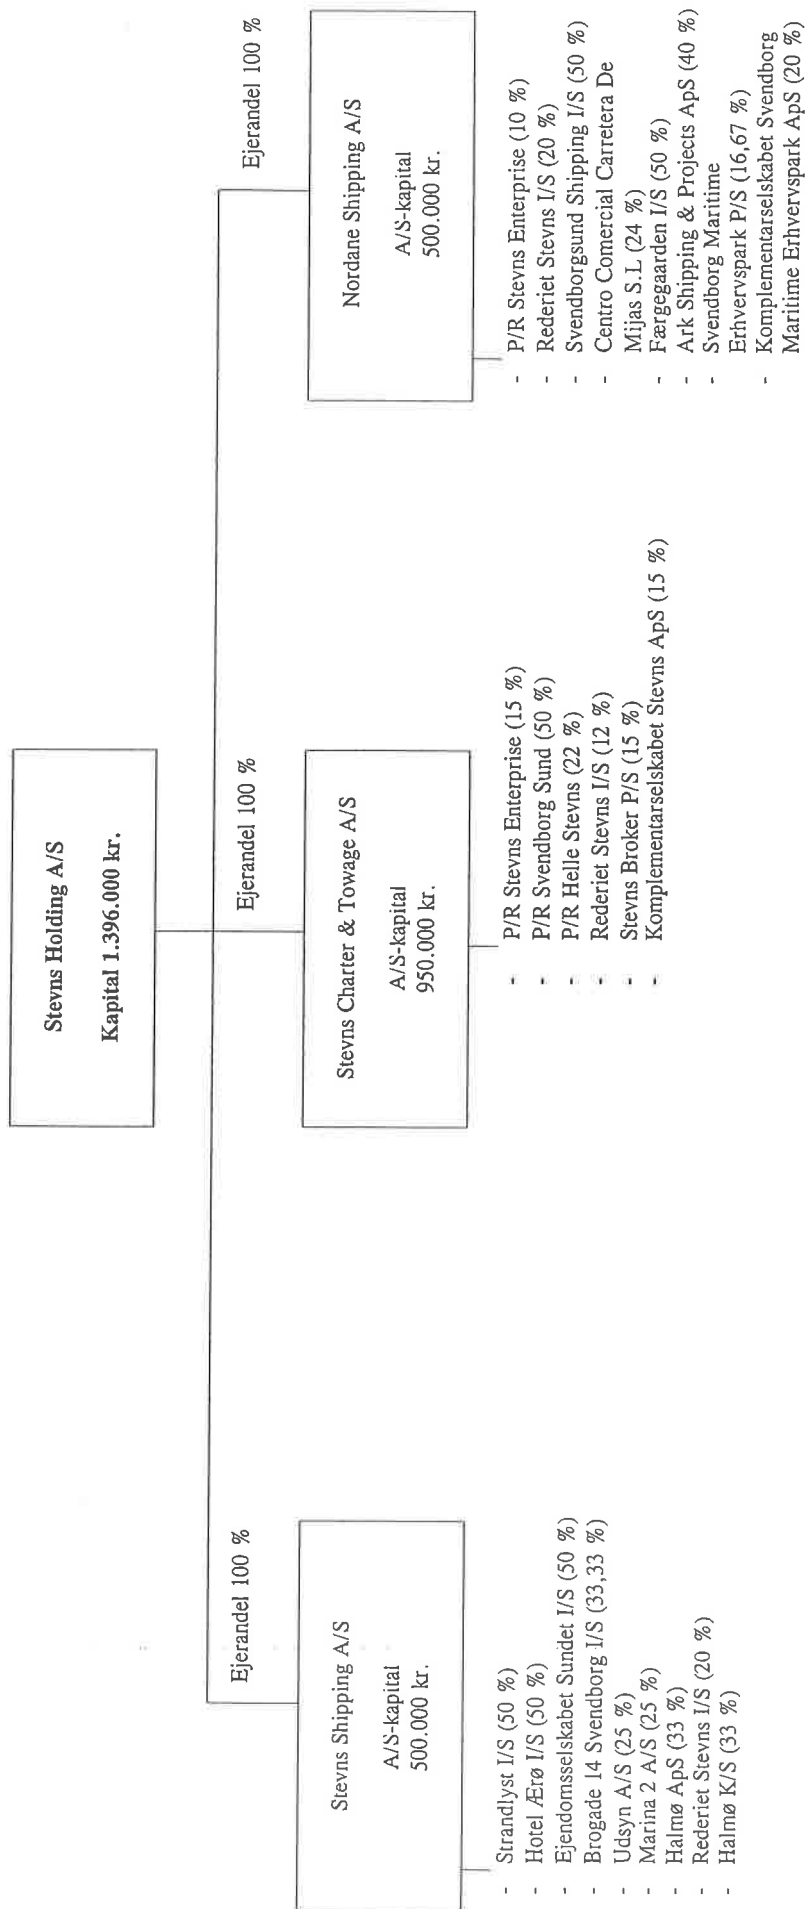 Stevns Holding A/S
Kapital 1.396.000 kr.
Ejerandel 100 %
Ejerandel 100 %
Ejerandel 100 %
Stevns Shipping A/S
A/S-kapital
500.000 kr.
- Strandlyst I/S (50 %)
- Hotel Ærø I/S (50 %)
- Ejendomsselskabet Sundet I/S (50 %)
- Brogade 14 Svendborg I/S (33,33 %)
- Udsyn A/S (25 %)
- Marina 2 A/S (25 %)
- Halmø ApS (33 %)
- Rederiet Stevns I/S (20 %)
- Halmø K/S (33 %)
Stevns Charter & Towage A/S
A/S-kapital
950.000 kr.
- P/R Stevns Enterprise (15 %)
- P/R Svendborg Sund (50 %)
- P/R Helle Stevns (22 %)
- Rederiet Stevns I/S (12 %)
- Stevns Broker P/S (15 %)
- Komplementarselskabet Stevns ApS (15 %)
Nordane Shipping A/S
A/S-kapital
500.000 kr.
- P/R Stevns Enterprise (10 %)
- Rederiet Stevns I/S (20 %)
- Svendborgsund Shipping I/S (50 %)
- Centro Comercial Carretera De
Mijas S.L (24 %)
- Færgegaarden I/S (50 %)
- Ark Shipping & Projects ApS (40 %)
- Svendborg Maritime
Erhvervspark P/S (16,67 %)
- Komplementarselskabet Svendborg
Maritime Erhvervspark ApS (20 %)